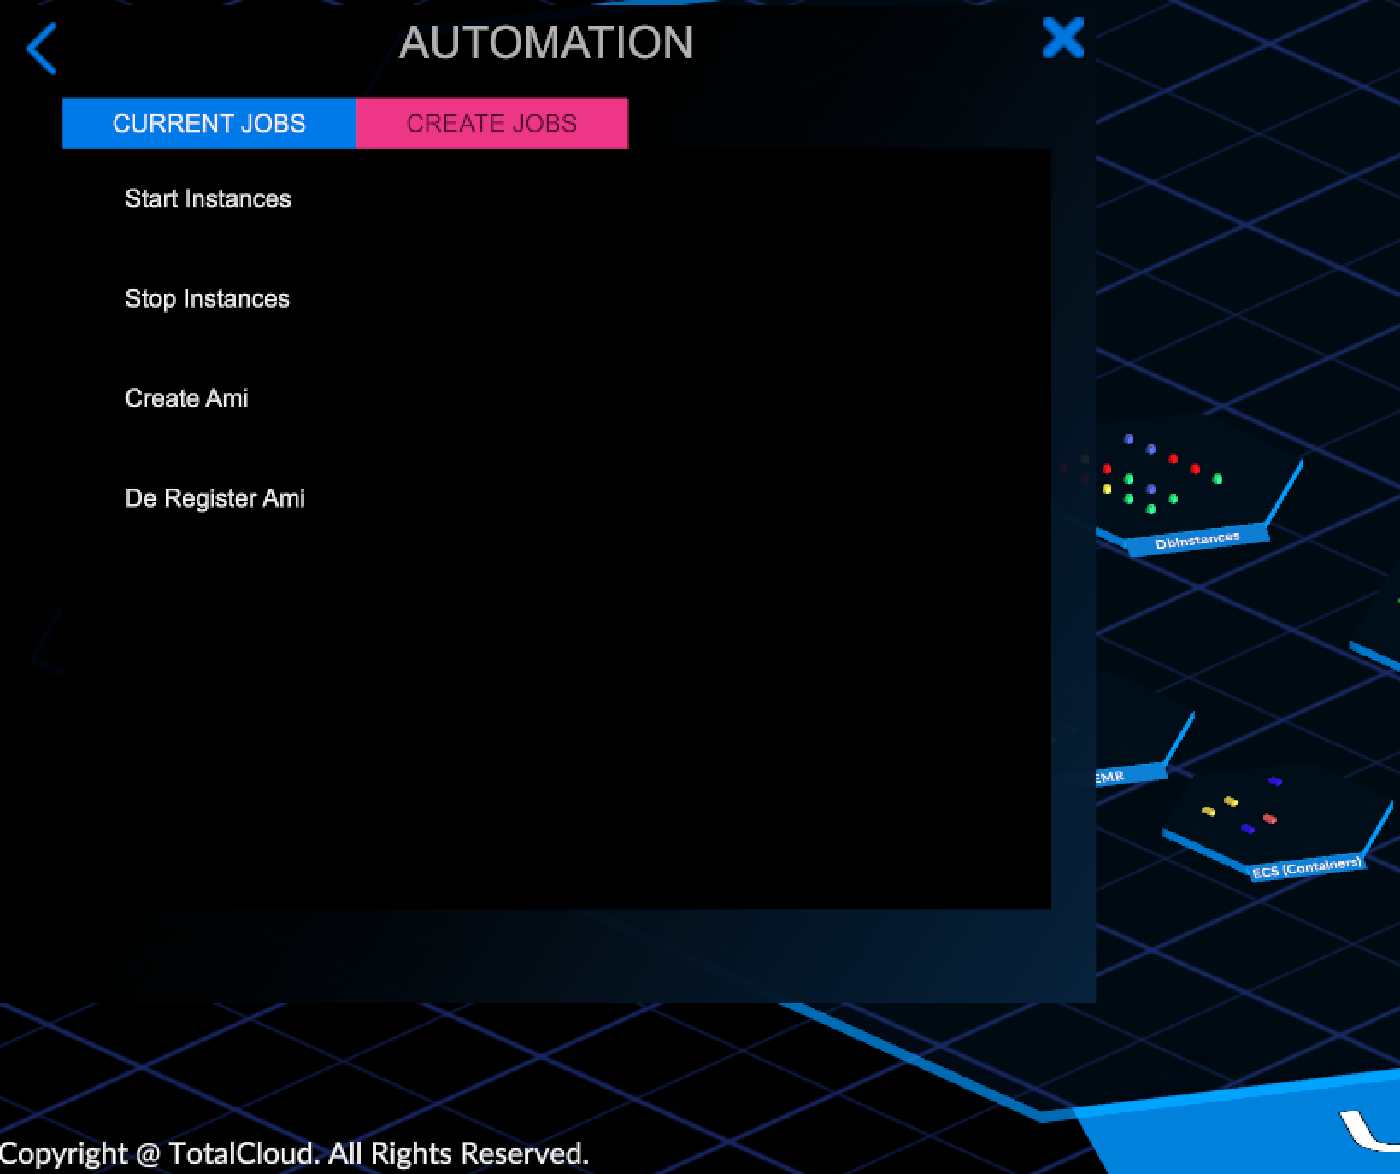 AUTOMATION
CURRENT JOBS
CREATE JOBS
Start Instances
Stop Instances
Create Ami
De Register Ami
DbInstances
EMR
ECS (Containers)
Copyright @ TotalCloud. All Rights Reserved.